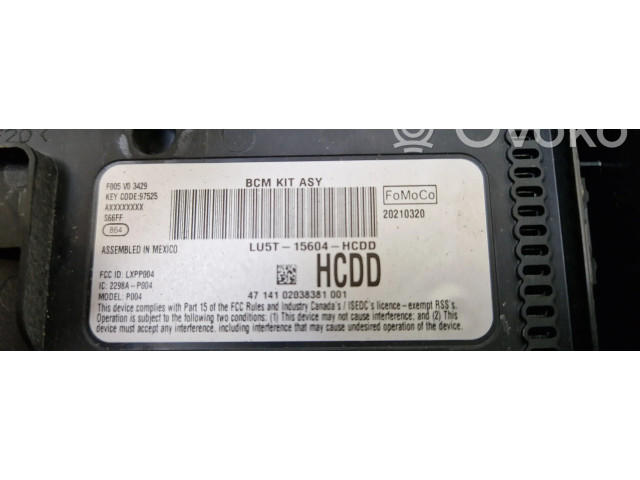 Ovoko
BCM KIT ASY
F005 V0 3429
KEY CODE:97525
AXXXXXXXX
S66FF
864
FoMoCo
20210320
ASSEMBLED IN MEXICO
LU5T-15604-HCDD
HCDD
FCC ID: LXPP004
IC: 2298A-P004
MODEL: P004
47 141 02038381 001
This device complies with Part 15 of the FCC Rules and Industry Canada's / ISEDC's licence-exempt RSS's.
Operation is subject to the following two conditions: (1) This device may not cause interference, and (2) This
device must accept any interference, including interference that may cause undesired operation of the device.